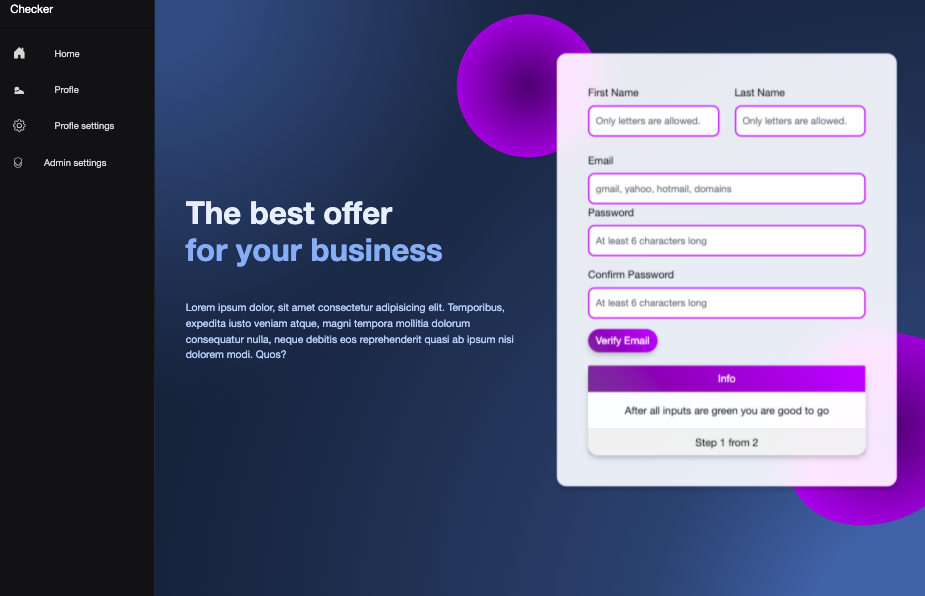 Checker
Home
Profle
Profle settings
Admin settings
The best offer
for your business
Lorem ipsum dolor, sit amet consectetur adipisicing elit. Temporibus,
expedita iusto veniam atque, magni tempora mollitia dolorum
consequatur nulla, neque debitis eos reprehenderit quasi ab ipsum nisi
dolorem modi. Quos?
First Name
Last Name
Only letters are allowed.
Only letters are allowed.
Email
gmail, yahoo, hotmail, domains
Password
At least 6 characters long
Confirm Password
At least 6 characters long
Verify Email
Info
After all inputs are green you are good to go
Step 1 from 2